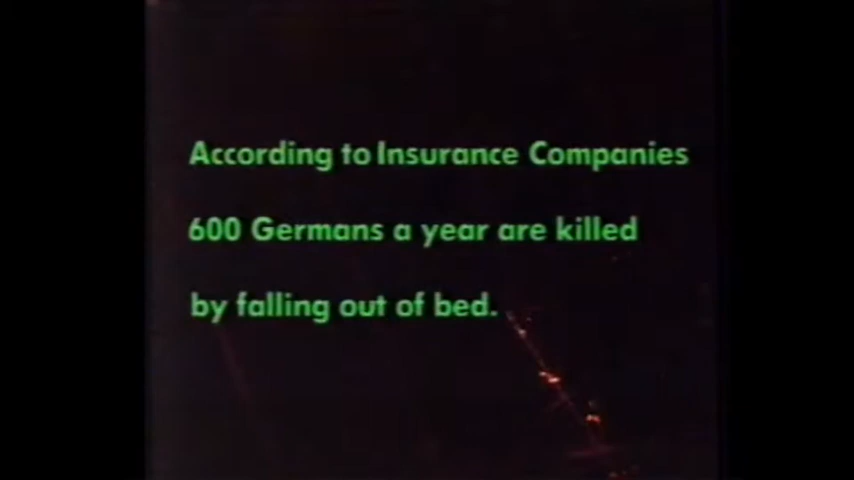 According to Insurance Companies
600 Germans a year are killed
by falling out of bed.